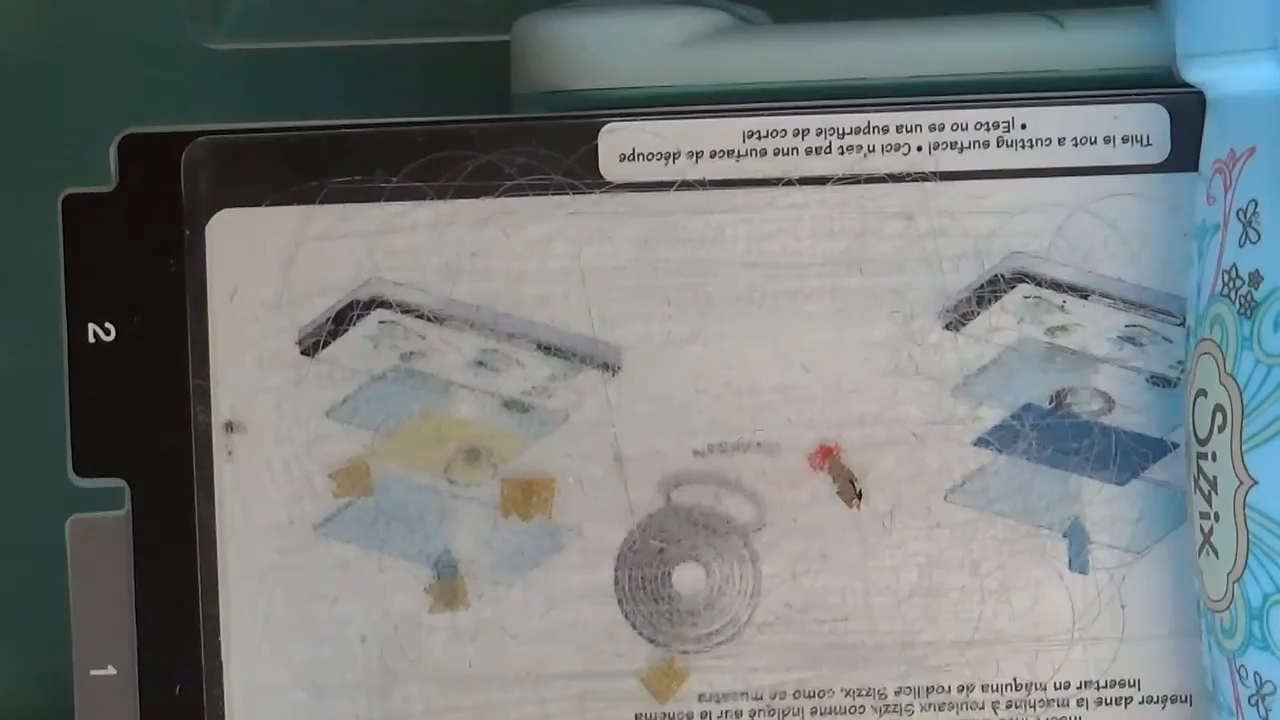 This is not a cutting surface! • Ceci n'est pas une surface de découpe
• ¡Esto no es una superficie de corte!
2
1
Sizzix
Insérer dans la machine à rouleaux comme indiqué sur le schéma
Insertar en máquina de rodillos Sizzix, como se muestra